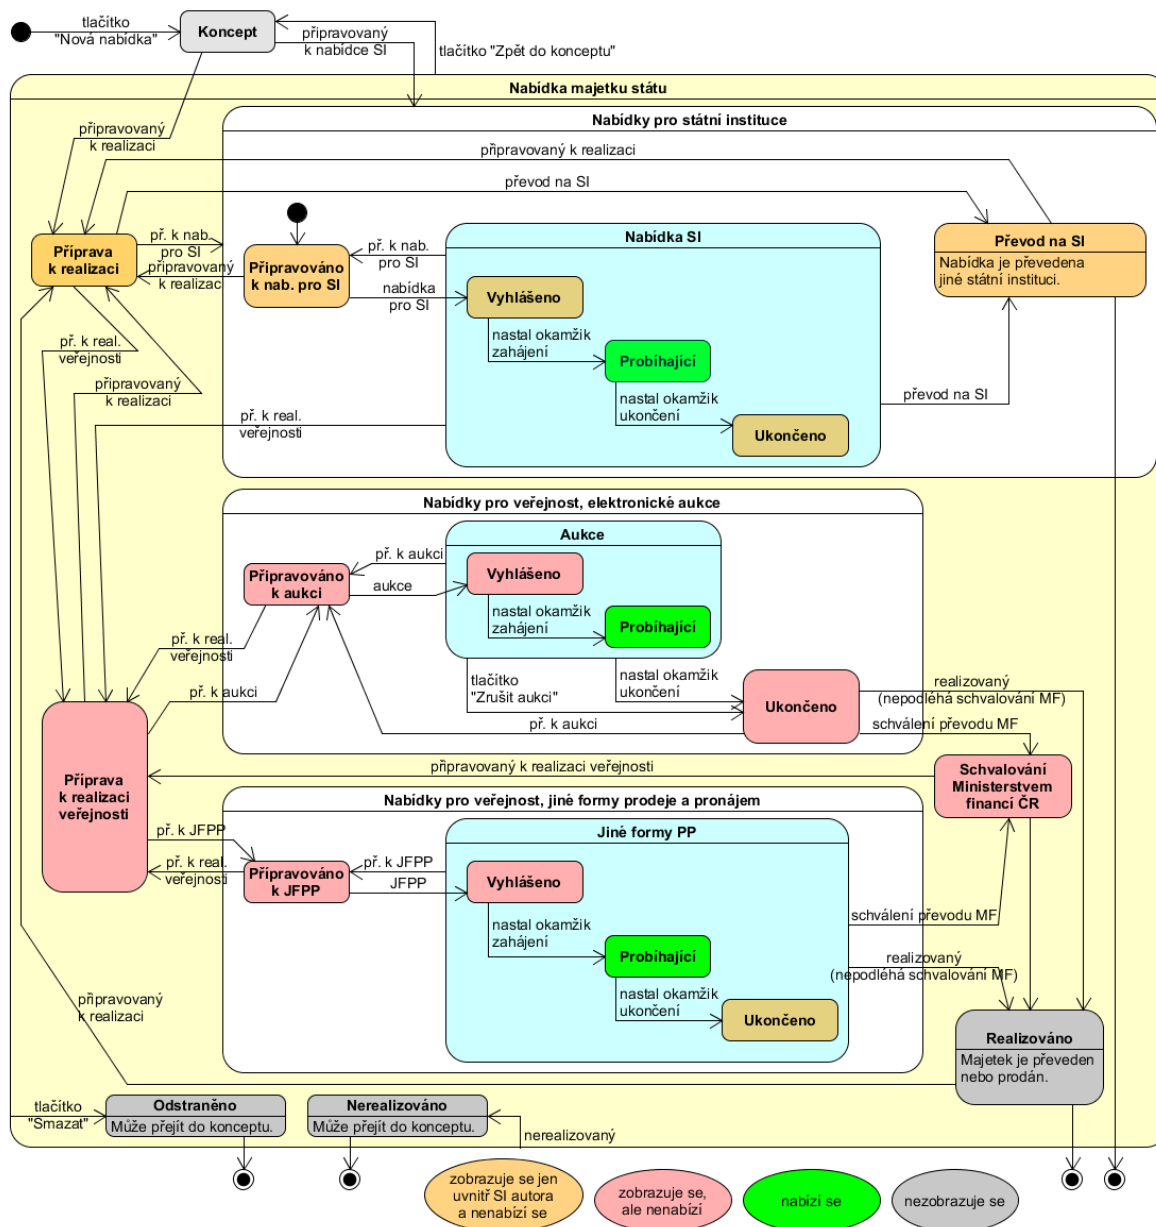 tlačítko
"Nová nabídka"
Koncept
připravovaný
k nabídce SI
tlačítko "Zpět do konceptu"
Nabídka majetku státu
Nabídky pro státní instituce
připravovaný
k realizaci
připravovaný k realizaci
převod na SI
Příprava
k realizaci
př. k nab.
pro SI
připravovaný
k realizac
Připravováno
k nab. pro SI
př. k nab.
pro SI
nabídka
pro SI
Nabídka SI
Vyhlášeno
nastal okamžik
zahájení
Probíhající
nastal okamžik
ukončení
Ukončeno
Převod na SI
Nabídka je převedena
jiné státní instituci.
převod na SI
př. k real.
veřejnosti
připravovaný
k realizaci
př. k real.
veřejnosti
Nabídky pro veřejnost, elektronické aukce
Aukce
př. k aukci
aukce
Připravováno
k aukci
Vyhlášeno
nastal okamžik
zahájení
Probíhající
př. k real.
veřejnosti
př. k aukci
tlačítko
"Zrušit aukci"
nastal okamžik
ukončení
př. k aukci
Ukončeno
realizovaný
(nepodléhá schvalování MF)
schválení převodu MF
připravovaný k realizaci veřejnosti
Schvalování
Ministerstvem
financí ČR
Příprava
k realizaci
veřejnosti
Nabídky pro veřejnost, jiné formy prodeje a pronájem
Jiné formy PP
př. k JFPP
př. k real.
veřejnosti
Připravováno
k JFPP
př. k JFPP
JFPP
Vyhlášeno
nastal okamžik
zahájení
Probíhající
nastal okamžik
ukončení
Ukončeno
schválení převodu MF
realizovaný
(nepodléhá schvalování MF)
připravovaný
k realizaci
Realizováno
Majetek je převeden
nebo prodán.
tlačítko
"Smazat"
Odstraněno
Může přejít do konceptu.
Nerealizováno
Může přejít do konceptu.
nerealizovaný
zobrazuje se jen
uvnitř SI autora
a nenabízí se
zobrazuje se,
ale nenabízí
nabízí se
nezobrazuje se